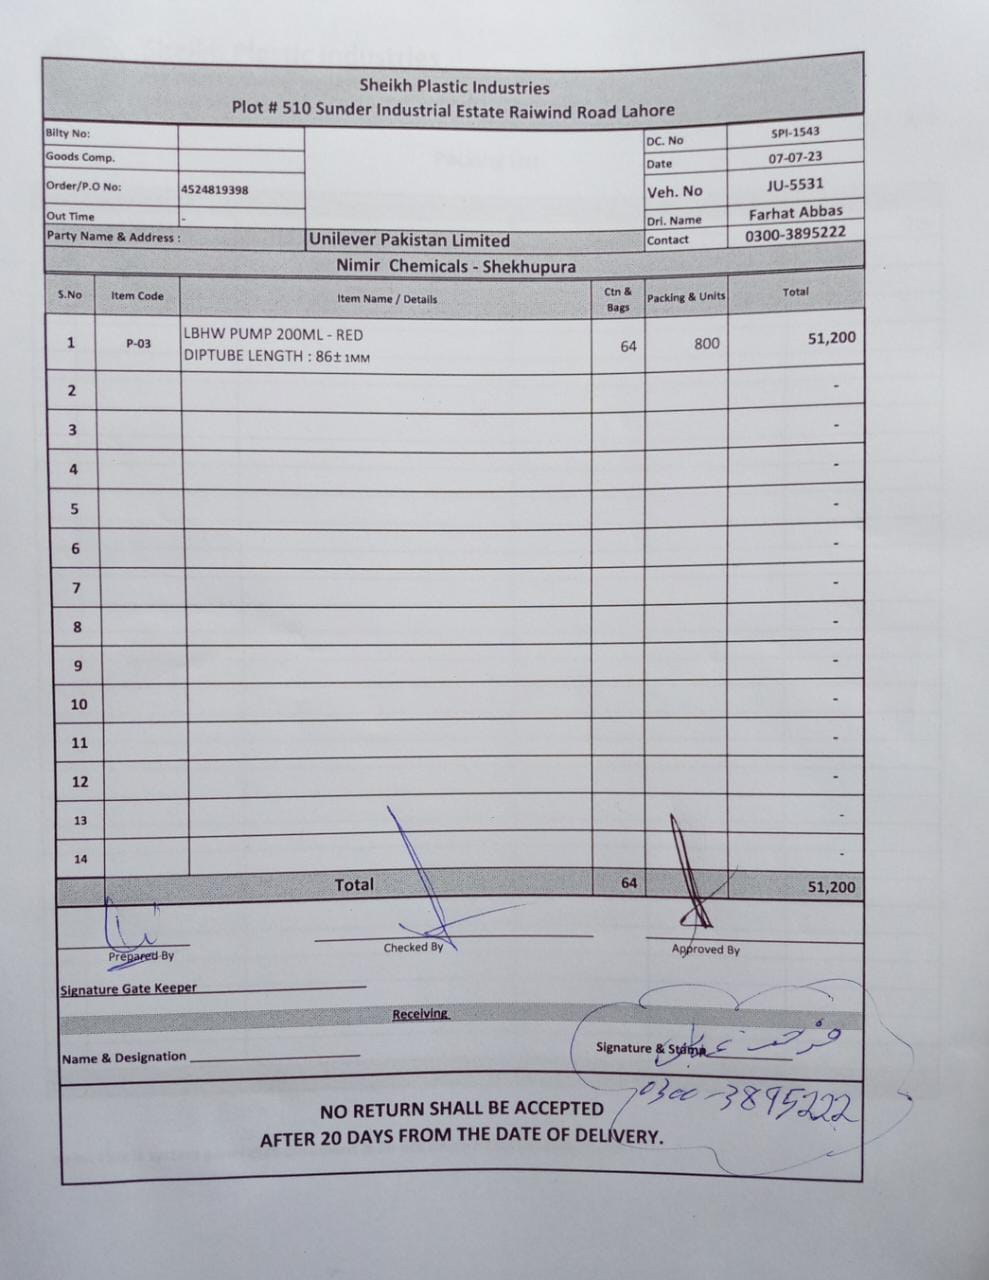 Sheikh Plastic Industries
Plot # 510 Sunder Industrial Estate Raiwind Road Lahore
Bilty No:
DC. No SPI-1543
Goods Comp.
Date 07-07-23
Order/P.O No: 4524819398
Veh. No JU-5531
Out Time -
Dri. Name Farhat Abbas
Party Name & Address : Unilever Pakistan Limited
Contact 0300-3895222
Nimir Chemicals - Shekhupura
S.No Item Code Item Name / Details Ctn & Bags Packing & Units Total
1 P-03 LBHW PUMP 200ML - RED 64 800 51,200
DIPTUBE LENGTH : 86± 1MM
2 -
3 -
4 -
5 -
6 -
7 -
8 -
9 -
10 -
11 -
12 -
13 -
14 -
Total 64 51,200
Prepared By Checked By Approved By
Signature Gate Keeper
Receiving
Name & Designation Signature & Stamp فرحت عباس
0300-3895222
NO RETURN SHALL BE ACCEPTED
AFTER 20 DAYS FROM THE DATE OF DELIVERY.